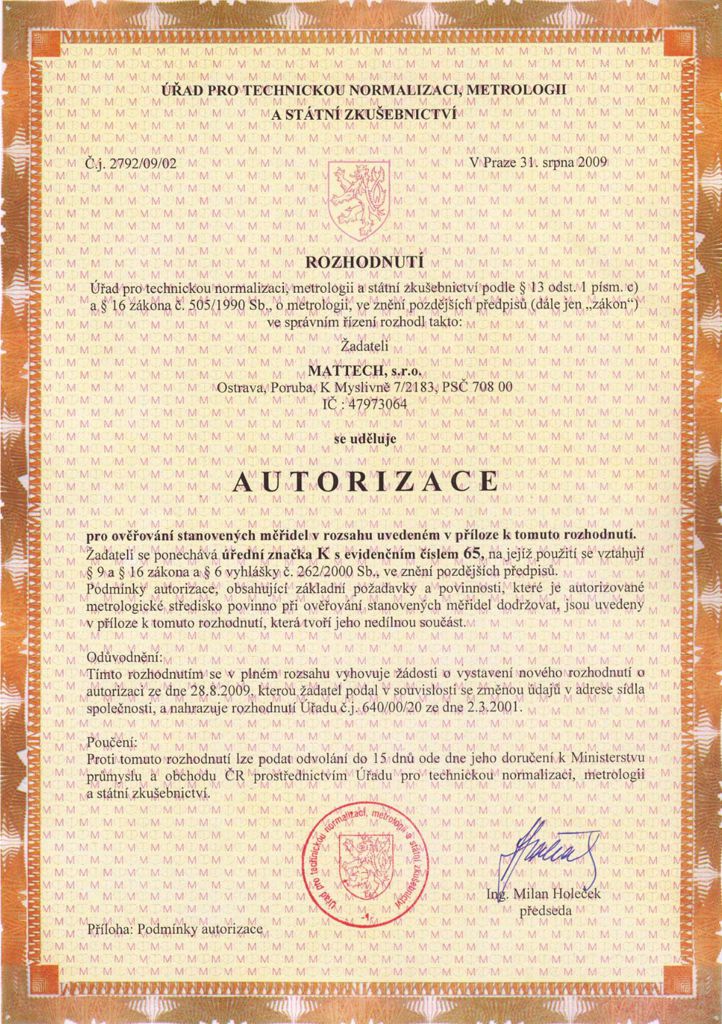 ÚŘAD PRO TECHNICKOU NORMALIZACI, METROLOGII
A STÁTNÍ ZKUŠEBNICTVÍ
Č.j. 2792/09/02
V Praze 31. srpna 2009
ROZHODNUTÍ
Úřad pro technickou normalizaci, metrologii a státní zkušebnictví podle § 13 odst. 1 písm. c)
a § 16 zákona č. 505/1990 Sb., o metrologii, ve znění pozdějších předpisů (dále jen „zákon“)
ve správním řízení rozhodl takto:
Žadateli
MATTECH, s.r.o.
Ostrava, Poruba, K Myslivně 7/2183, PSČ 708 00
IČ : 47973064
se uděluje
AUTORIZACE
pro ověřování stanovených měřidel v rozsahu uvedeném v příloze k tomuto rozhodnutí.
Žadateli se ponechává úřední značka K s evidenčním číslem 65, na jejíž použití se vztahují
§ 9 a § 16 zákona a § 6 vyhlášky č. 262/2000 Sb., ve znění pozdějších předpisů.
Podmínky autorizace, obsahující základní požadavky a povinnosti, které je autorizované
metrologické středisko povinno při ověřování stanovených měřidel dodržovat, jsou uvedeny
v příloze k tomuto rozhodnutí, která tvoří jeho nedílnou součást.
Odůvodnění:
Tímto rozhodnutím se v plném rozsahu vyhovuje žádosti o vystavení nového rozhodnutí o
autorizaci ze dne 28.8.2009, kterou žadatel podal v souvislosti se změnou údajů v adrese sídla
společnosti, a nahrazuje rozhodnutí Úřadu č.j. 640/00/20 ze dne 2.3.2001.
Poučení:
Proti tomuto rozhodnutí lze podat odvolání do 15 dnů ode dne jeho doručení k Ministerstvu
průmyslu a obchodu ČR prostřednictvím Úřadu pro technickou normalizaci, metrologii
a státní zkušebnictví.
Úřad pro technickou normalizaci, metrologii a státní zkušebnictví
-4-
Ing. Milan Holeček
předseda
Příloha: Podmínky autorizace